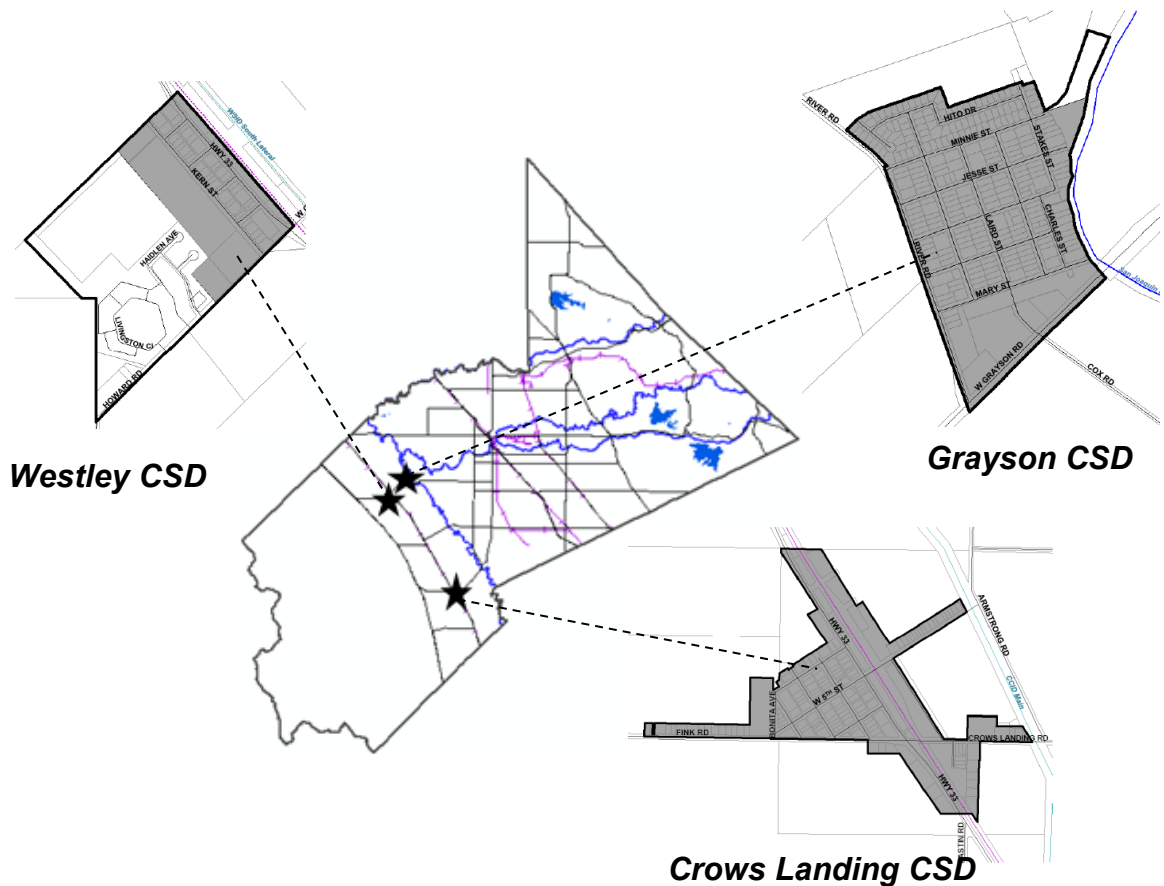 WSID South Lateral
HWY 33
KERN ST
HAIDLEN AVE
LIVINGSTON CI
HOWARD RD
Westley CSD
RIVER RD
HITO DR
MINNIE ST
STAKES ST
JESSE ST
LAIRD ST
CHARLES ST
RIVER RD
MARY ST
San Joaquin
W GRAYSON RD
COX RD
Grayson CSD
ARMSTRONG RD
HWY 33
CCID Main
W 5TH ST
BONITA AVE
FINK RD
CROWS LANDING RD
HWY 33
ASTIN RD
Crows Landing CSD